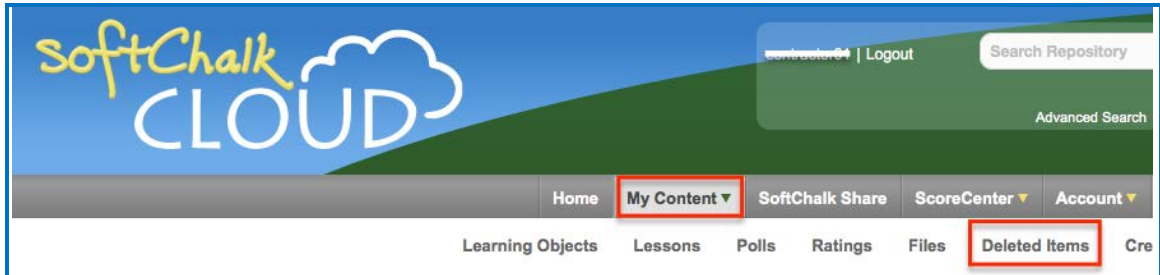 softChalk
CLOUD
| Logout
Search Repository
Advanced Search
Home My Content ▼ SoftChalk Share ScoreCenter ▼ Account ▼
Learning Objects Lessons Polls Ratings Files Deleted Items Cre